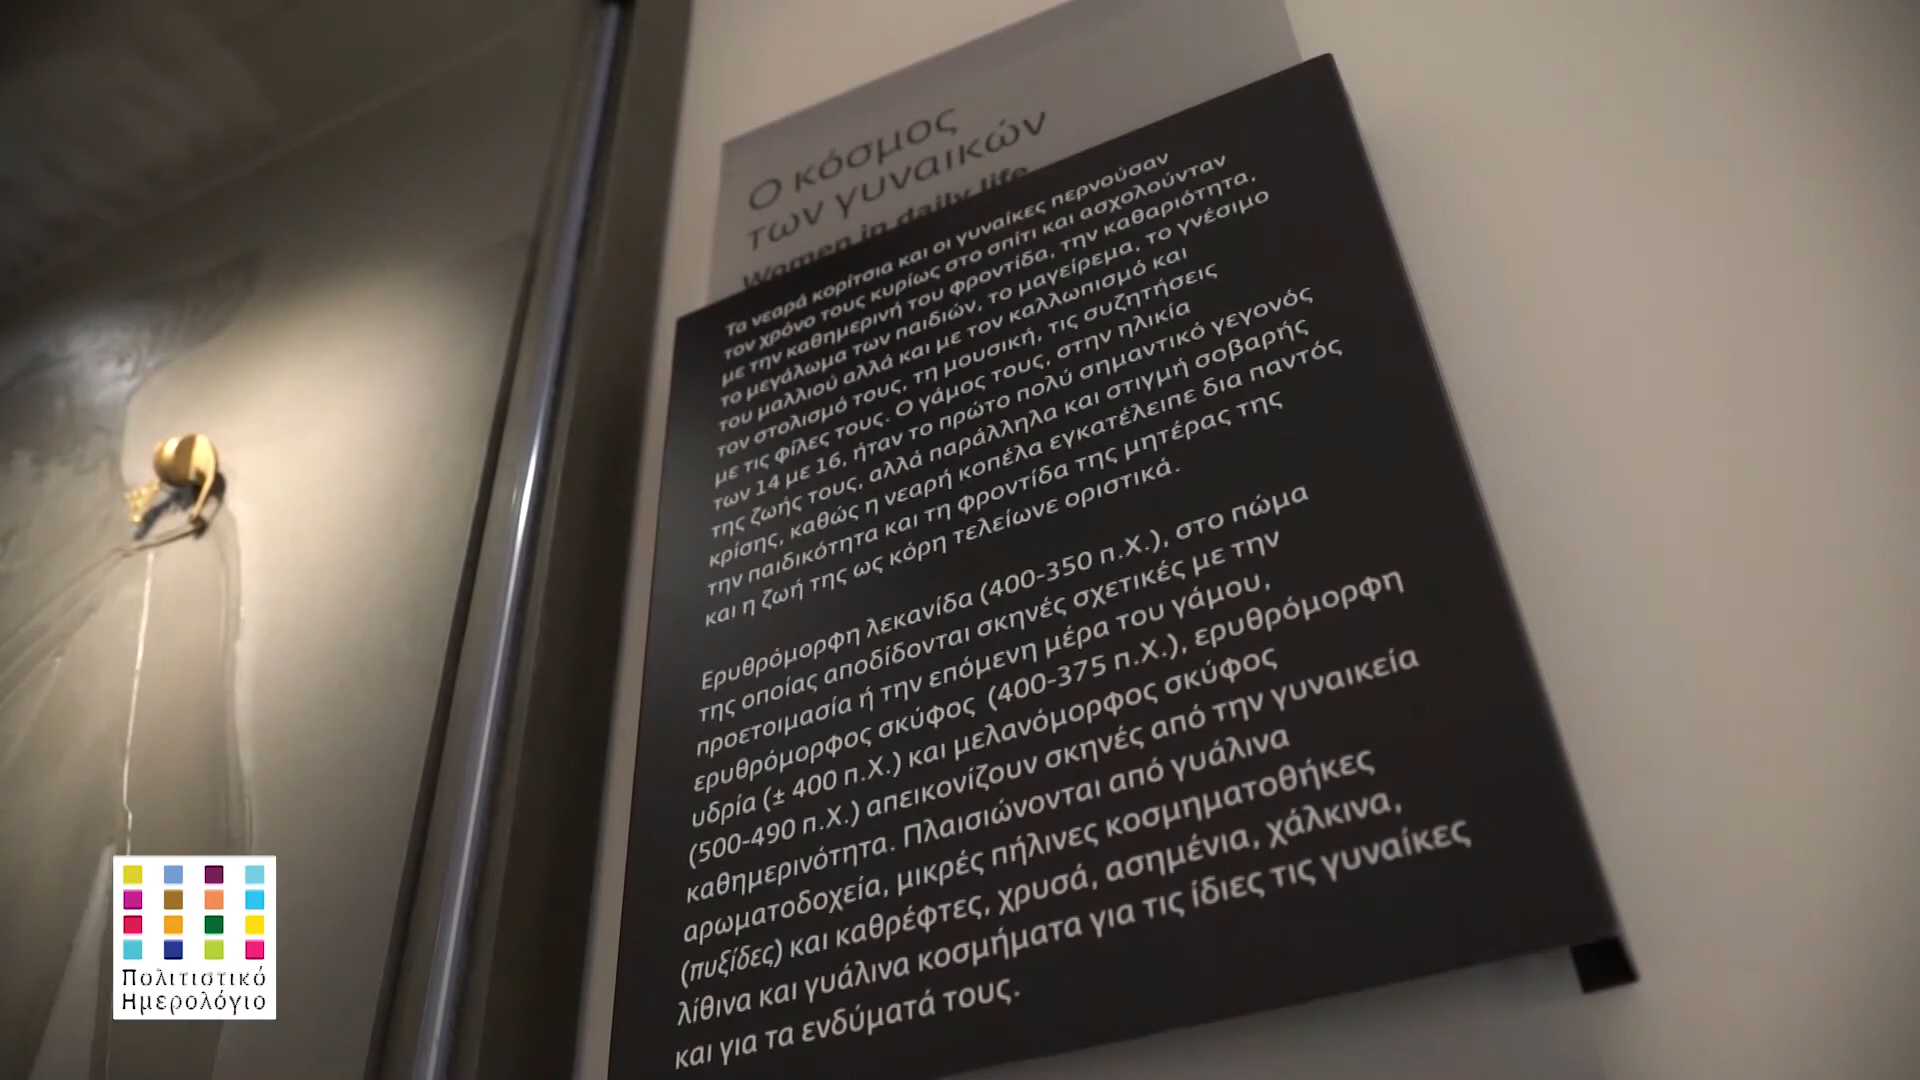 Ο κόσμος
των γυναικών
Women in daily life
Τα νεαρά κορίτσια και οι γυναίκες περνούσαν
τον χρόνο τους κυρίως στο σπίτι και ασχολούνταν
με την καθημερινή του φροντίδα, την καθαριότητα,
το μεγάλωμα των παιδιών, το μαγείρεμα, το γνέσιμο
του μαλλιού αλλά και με τον καλλωπισμό και
τον στολισμό τους, τη μουσική, τις συζητήσεις
με τις φίλες τους. Ο γάμος τους, στην ηλικία
των 14 με 16, ήταν το πρώτο πολύ σημαντικό γεγονός
της ζωής τους, αλλά παράλληλα και στιγμή σοβαρής
κρίσης, καθώς η νεαρή κοπέλα εγκατέλειπε δια παντός
την παιδικότητα και τη φροντίδα της μητέρας της
και η ζωή της ως κόρη τελείωνε οριστικά.
Ερυθρόμορφη λεκανίδα (400-350 π.Χ.), στο πώμα
της οποίας αποδίδονται σκηνές σχετικές με την
προετοιμασία ή την επόμενη μέρα του γάμου,
ερυθρόμορφος σκύφος (400-375 π.Χ.), ερυθρόμορφη
υδρία (± 400 π.Χ.) και μελανόμορφος σκύφος
(500-490 π.Χ.) απεικονίζουν σκηνές από την γυναικεία
καθημερινότητα. Πλαισιώνονται από γυάλινα
αρωματοδοχεία, μικρές πήλινες κοσμηματοθήκες
(πυξίδες) και καθρέφτες, χρυσά, ασημένια, χάλκινα,
λίθινα και γυάλινα κοσμήματα για τις ίδιες τις γυναίκες
και για τα ενδύματά τους.
Πολιτιστικό
Ημερολόγιο